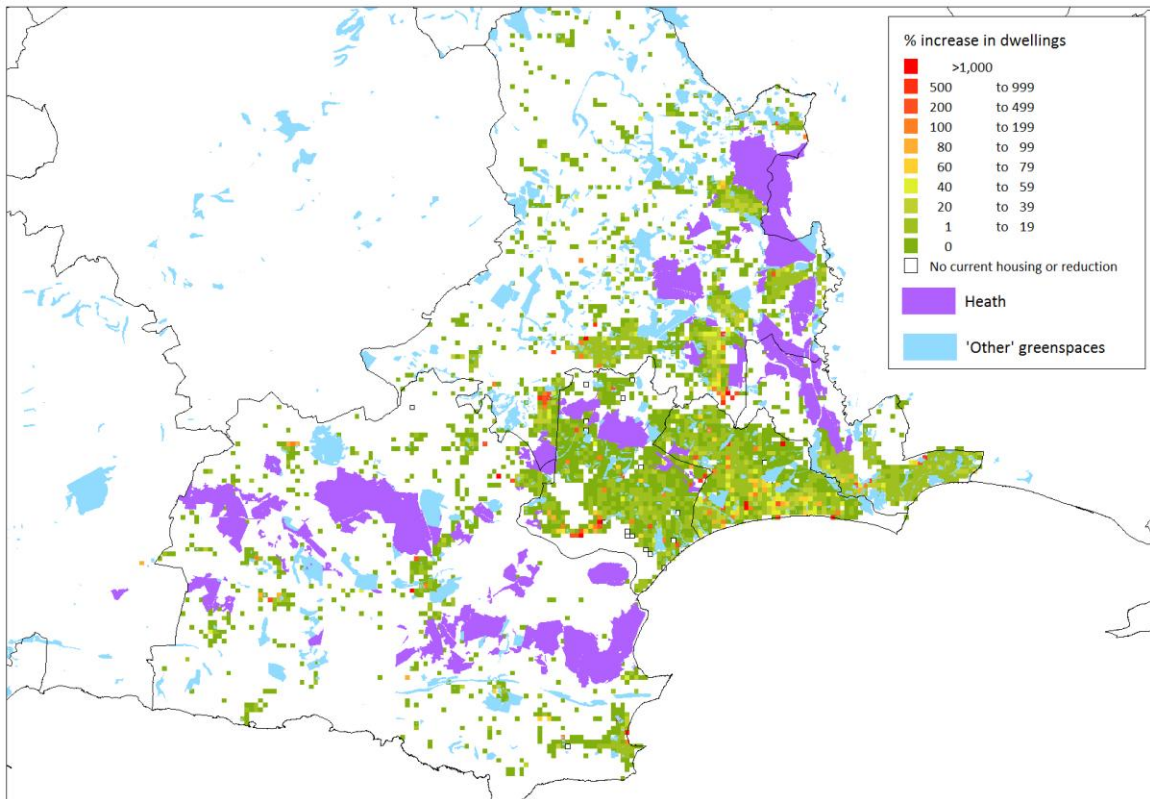 % increase in dwellings
>1,000
500 to 999
200 to 499
100 to 199
80 to 99
60 to 79
40 to 59
20 to 39
1 to 19
0
No current housing or reduction
Heath
'Other' greenspaces